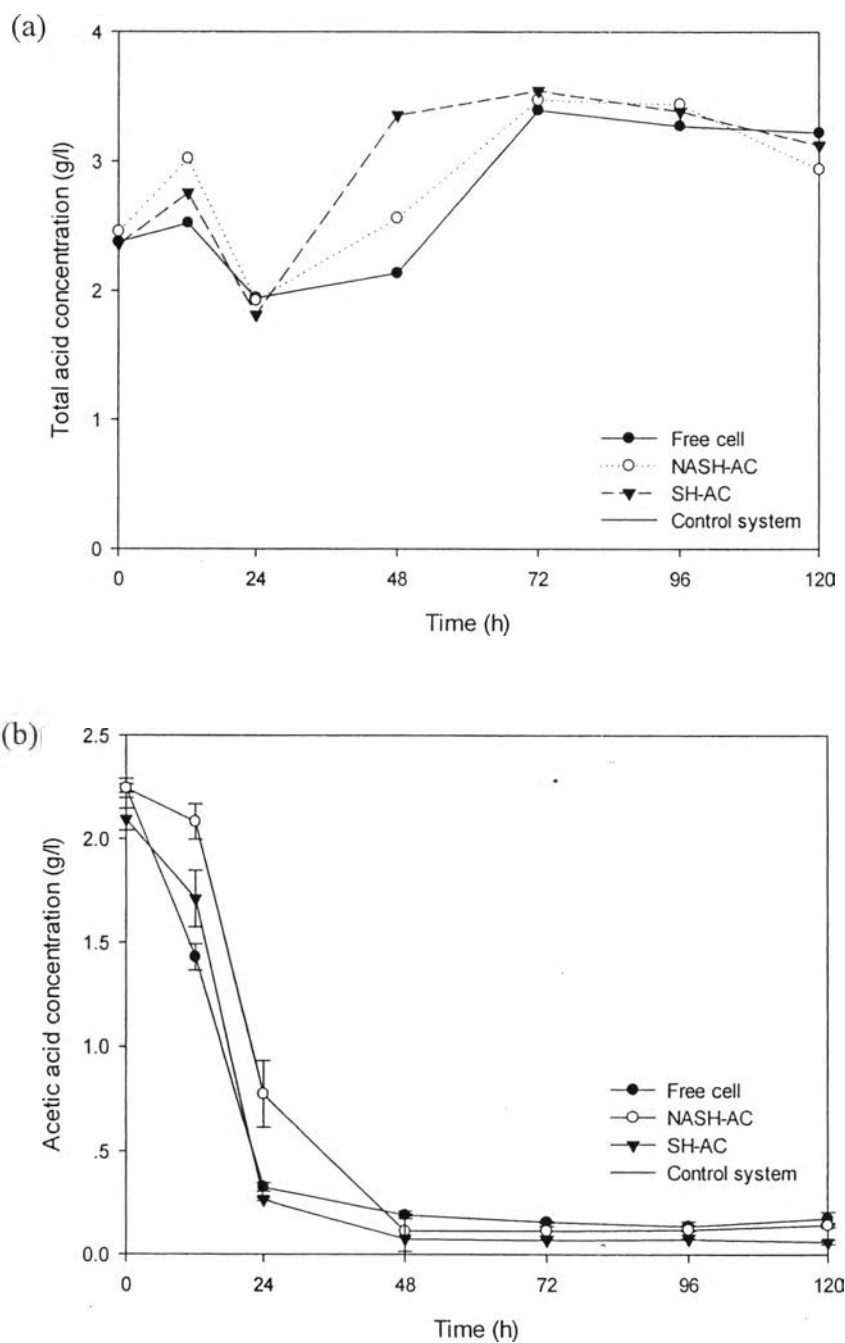 (a)
4
3
2
1
0
Total acid concentration (g/l)
Free cell
NASH-AC
SH-AC
Control system
0 24 48 72 96 120
Time (h)
(b)
2.5
2.0
1.5
1.0
.5
0.0
Acetic acid concentration (g/l)
Free cell
NASH-AC
SH-AC
Control system
0 24 48 72 96 120
Time (h)